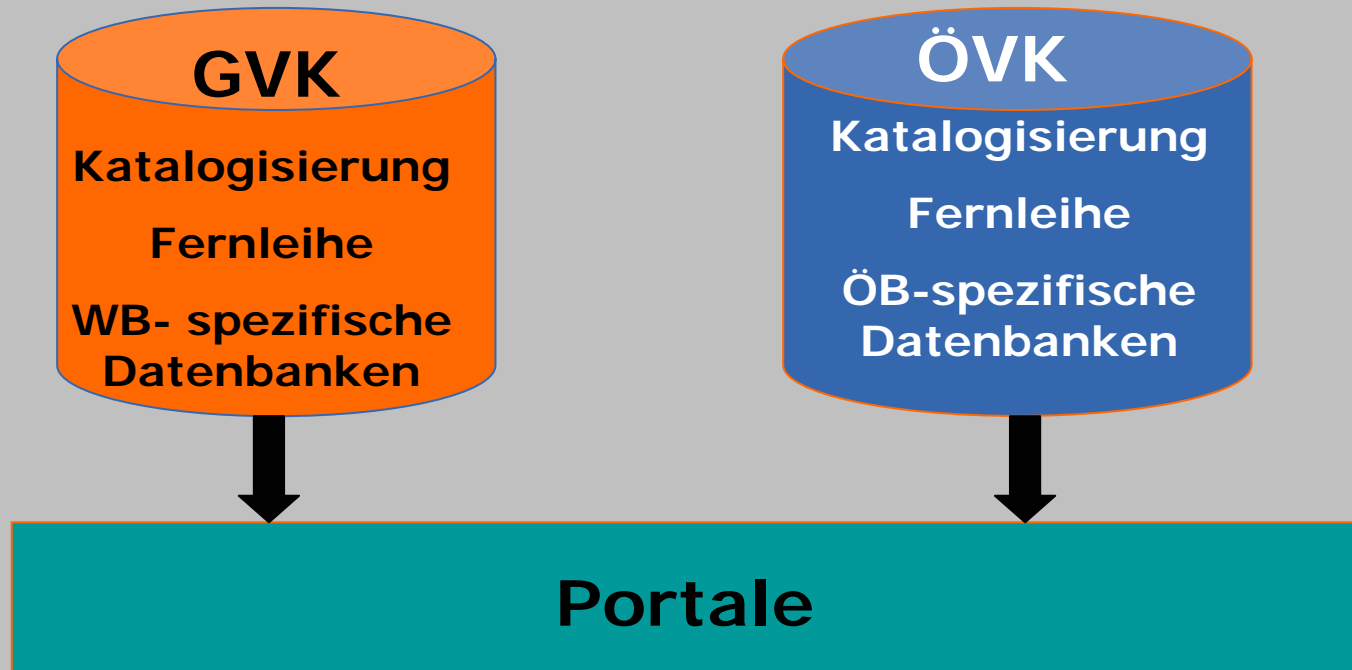 GVK
Katalogisierung
Fernleihe
WB- spezifische
Datenbanken
ÖVK
Katalogisierung
Fernleihe
ÖB-spezifische
Datenbanken
Portale